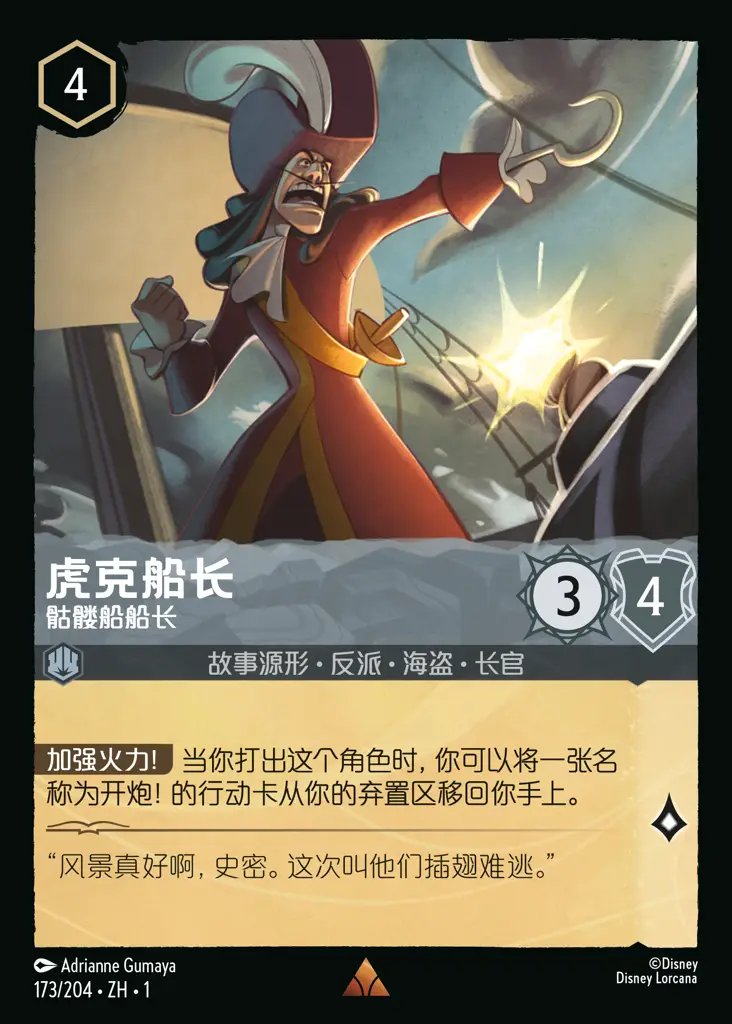 4
虎克船长
骷髅船船长
3
4
故事源形 · 反派 · 海盗 · 长官
加强火力! 当你打出这个角色时, 你可以将一张名
称为开炮! 的行动卡从你的弃置区移回你手上。
“风景真好啊, 史密。这次叫他们插翅难逃。”
Adrianne Gumaya
173/204 • ZH • 1
©Disney
Disney Lorcana